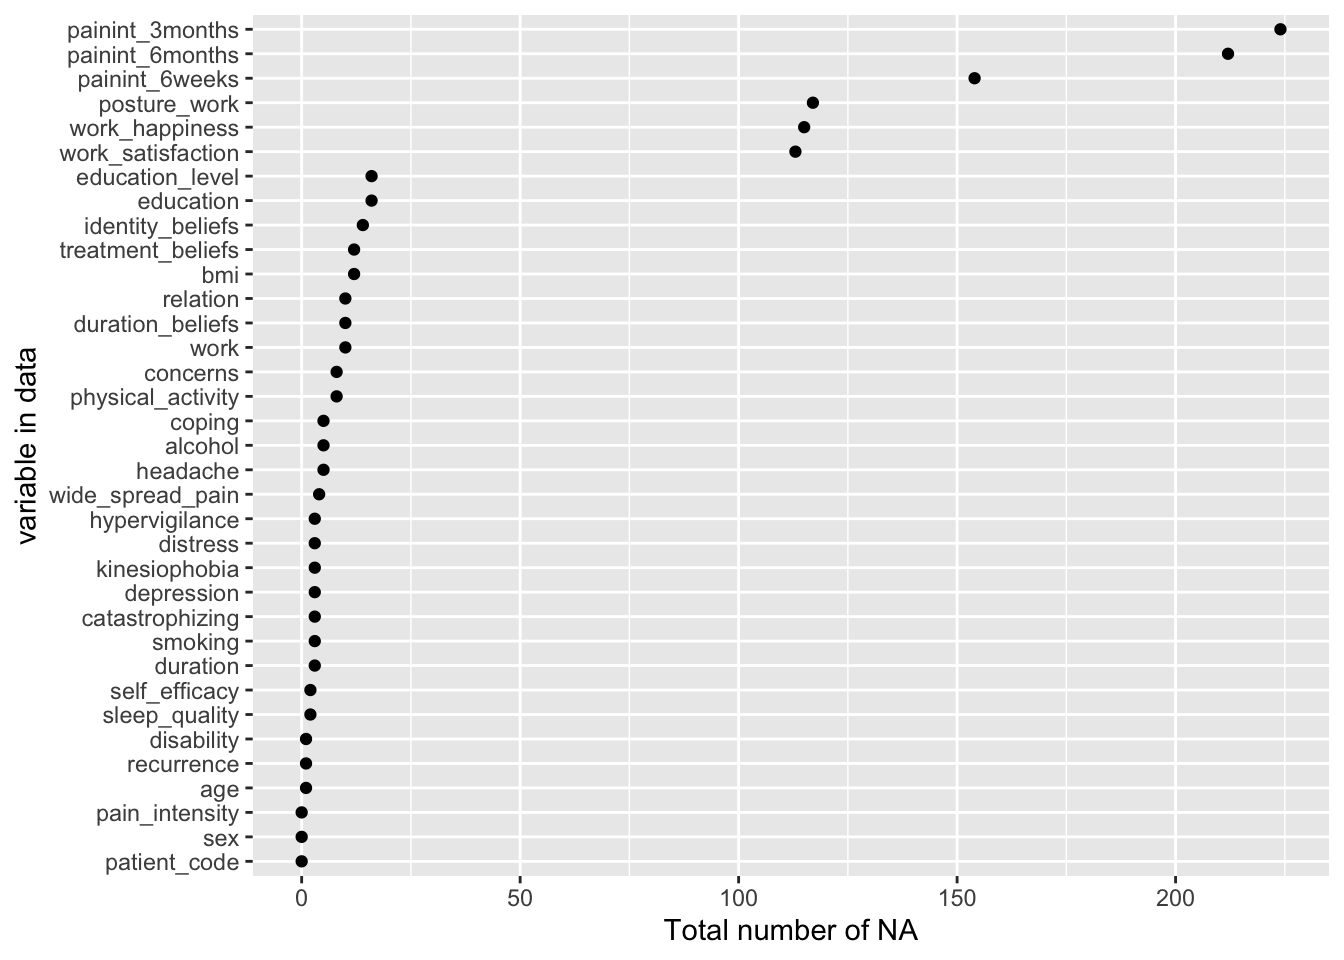 painint_3months
painint_6months
painint_6weeks
posture_work
work_happiness
work_satisfaction
education_level
education
identity_beliefs
treatment_beliefs
bmi
relation
duration_beliefs
work
concerns
physical_activity
coping
alcohol
headache
wide_spread_pain
hypervigilance
distress
kinesiophobia
depression
catastrophizing
smoking
duration
self_efficacy
sleep_quality
disability
recurrence
age
pain_intensity
sex
patient_code
variable in data
0 50 100 150 200
Total number of NA